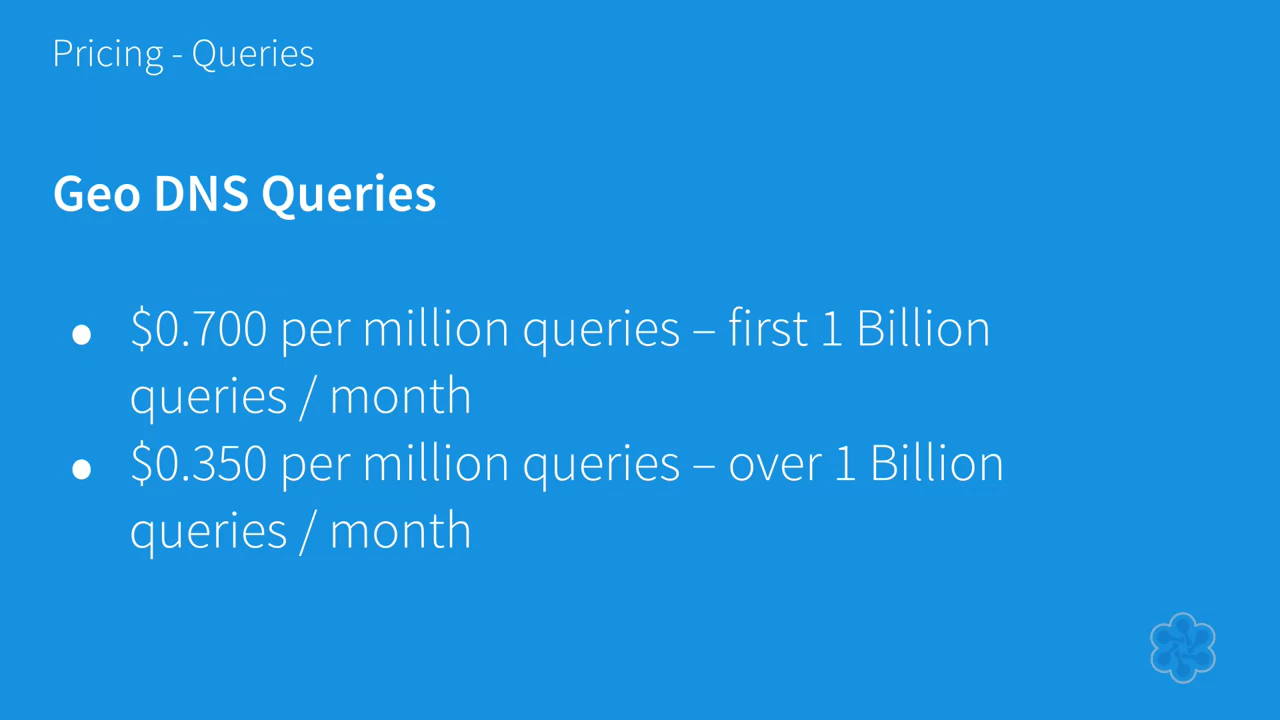 Pricing - Queries
Geo DNS Queries
● $0.700 per million queries – first 1 Billion
queries / month
● $0.350 per million queries – over 1 Billion
queries / month